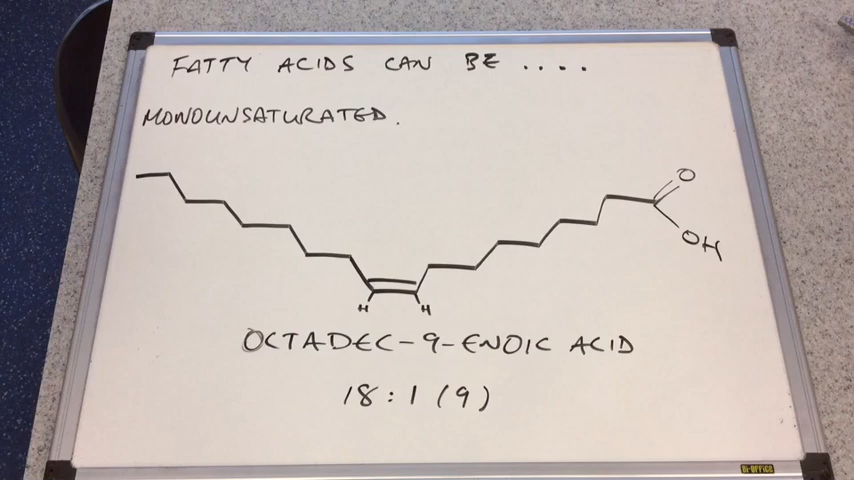 FATTY ACIDS CAN BE ....
MONOUNSATURATED.
O
OH
H H
OCTADEC-9-ENOIC ACID
18:1(9)
Bi-OFFICE